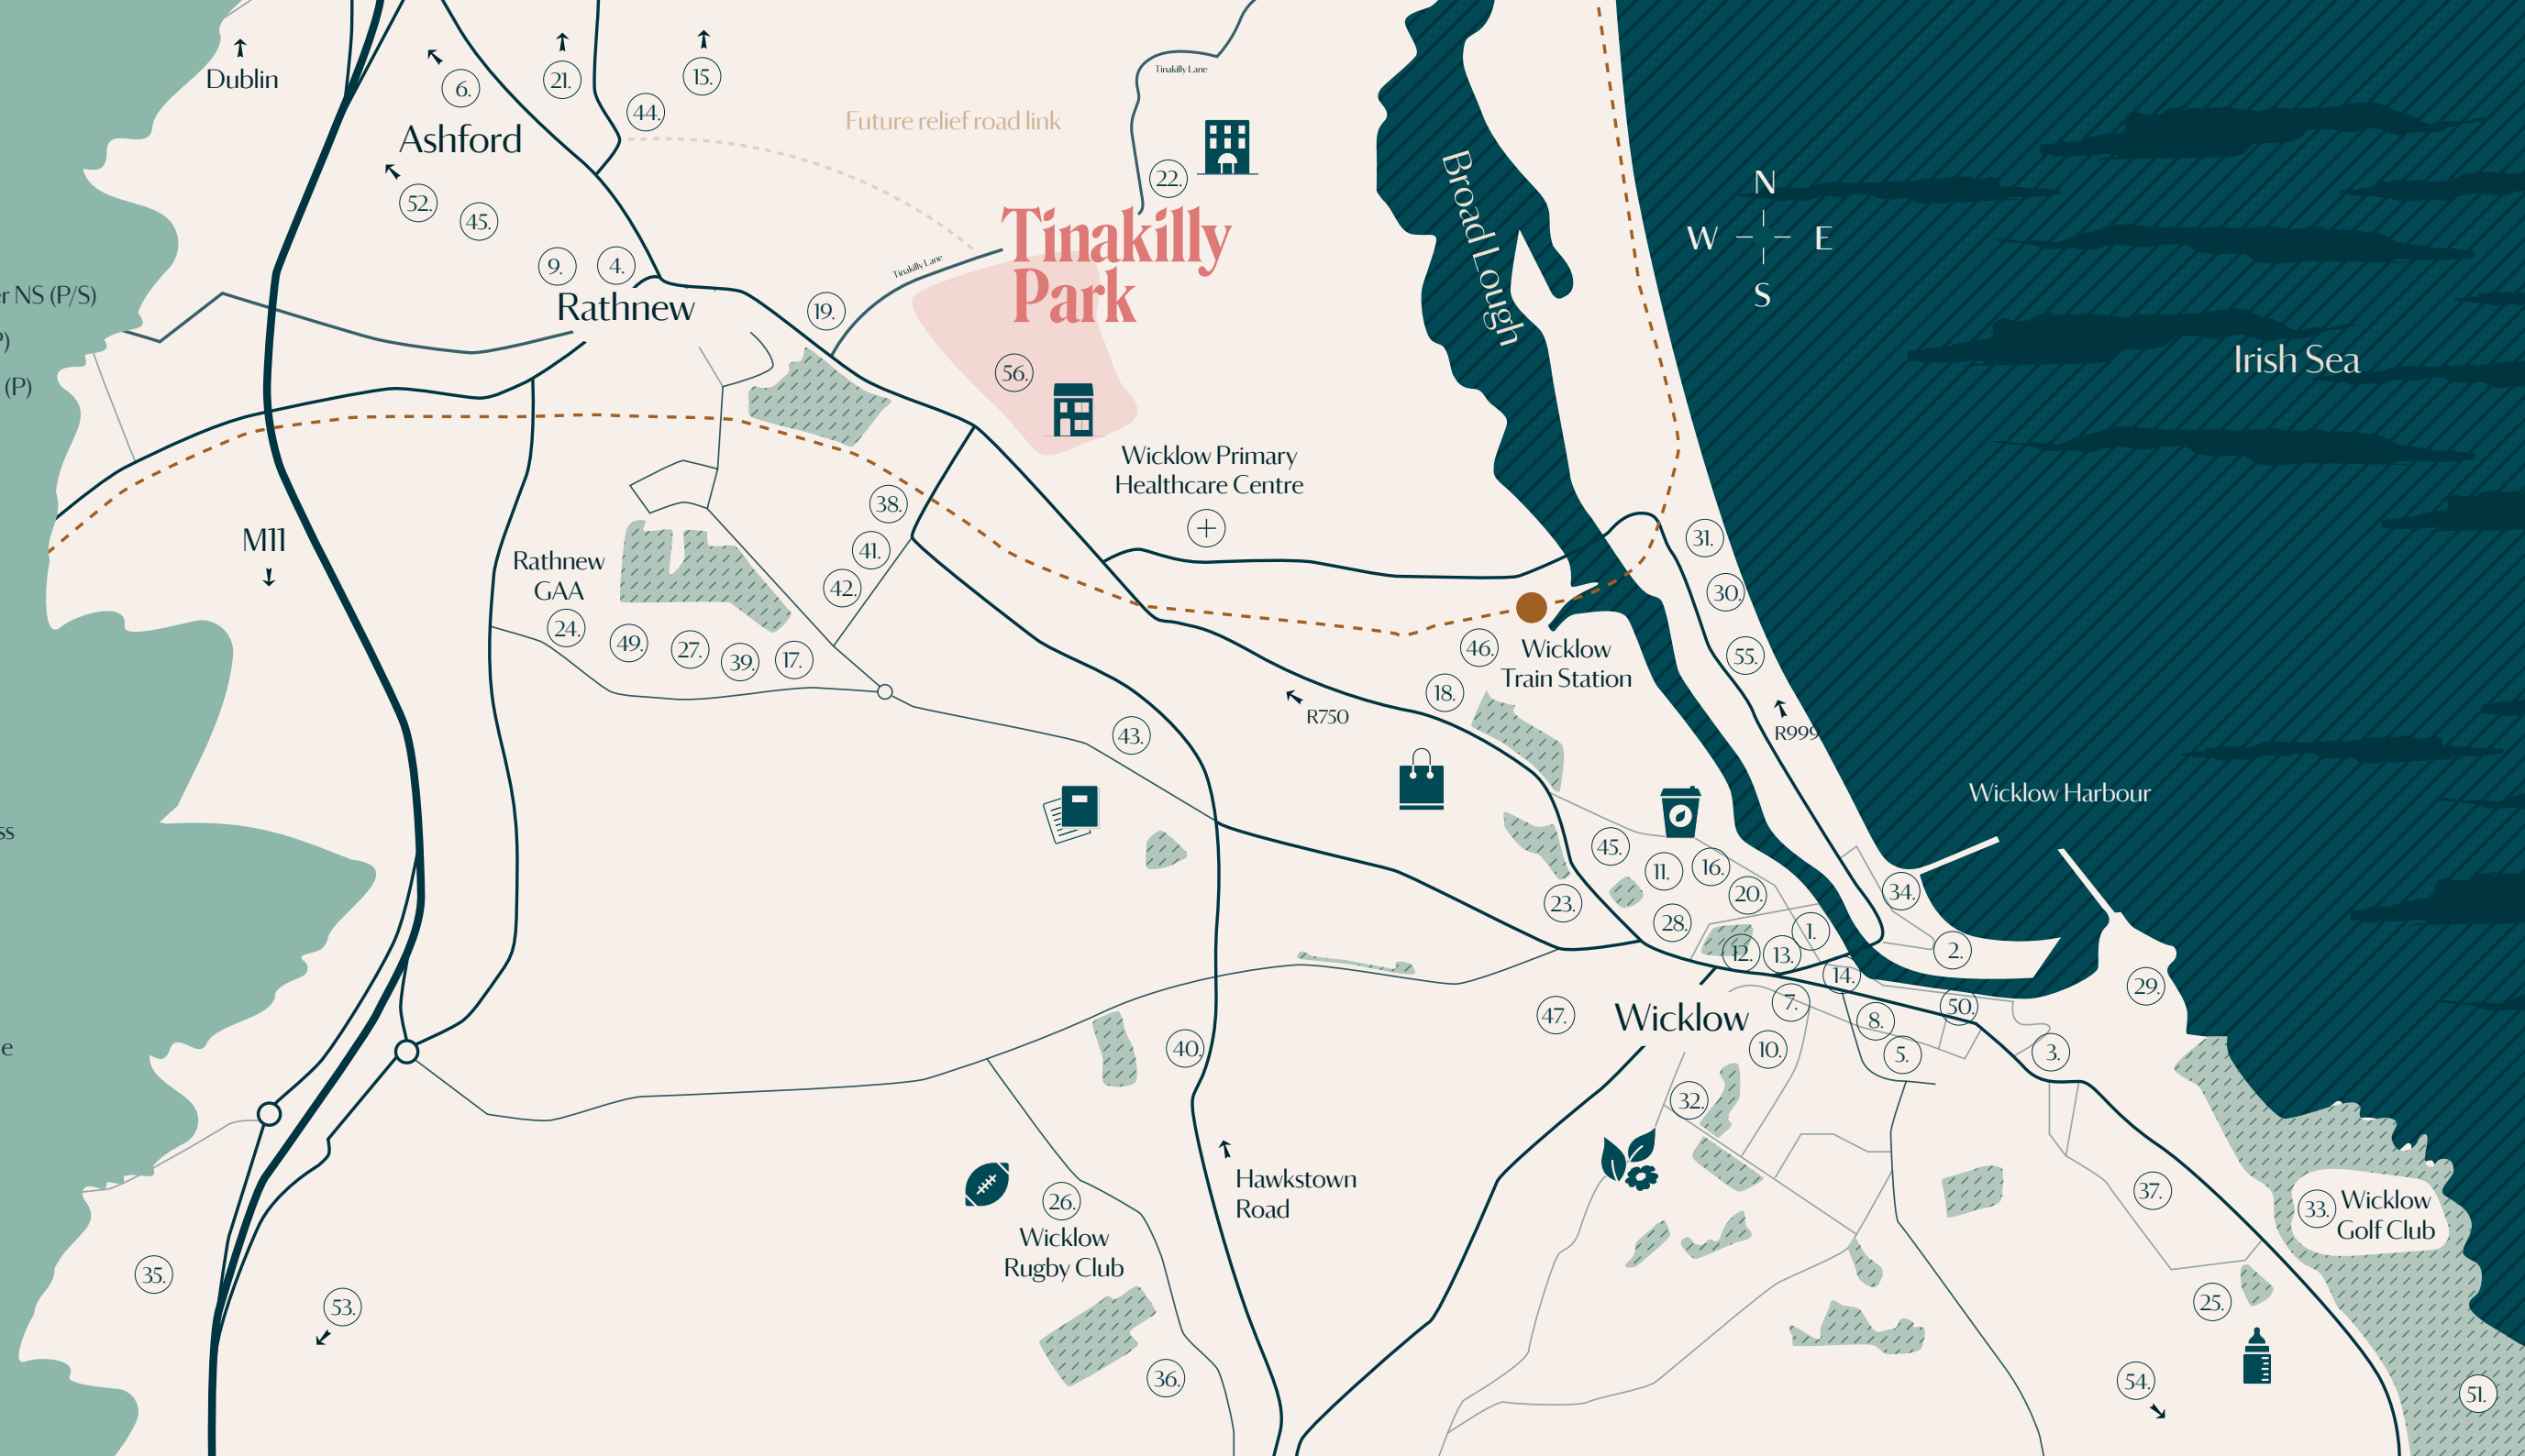 Dublin
6.
21.
15.
44.
Ashford
52.
45.
Future relief road link
Tinakilly Lane
22.
Tinakilly
Park
Tinakilly Lane
9.
4.
Rathnew
19.
56.
Broad Lough
N
W
E
S
Irish Sea
er NS (P/S)
P)
(P)
Wicklow Primary
Healthcare Centre
38.
41.
42.
M11
Rathnew
GAA
24.
49.
27.
39.
17.
31.
30.
55.
46.
Wicklow
Train Station
18.
R750
R999
43.
Wicklow Harbour
ss
45.
11.
16.
20.
23.
28.
12.
13.
1.
14.
34.
2.
29.
47.
Wicklow
7.
8.
50.
10.
5.
3.
e
40.
32.
Hawkstown
Road
26.
Wicklow
Rugby Club
37.
33.
Wicklow
Golf Club
35.
53.
25.
36.
54.
51.